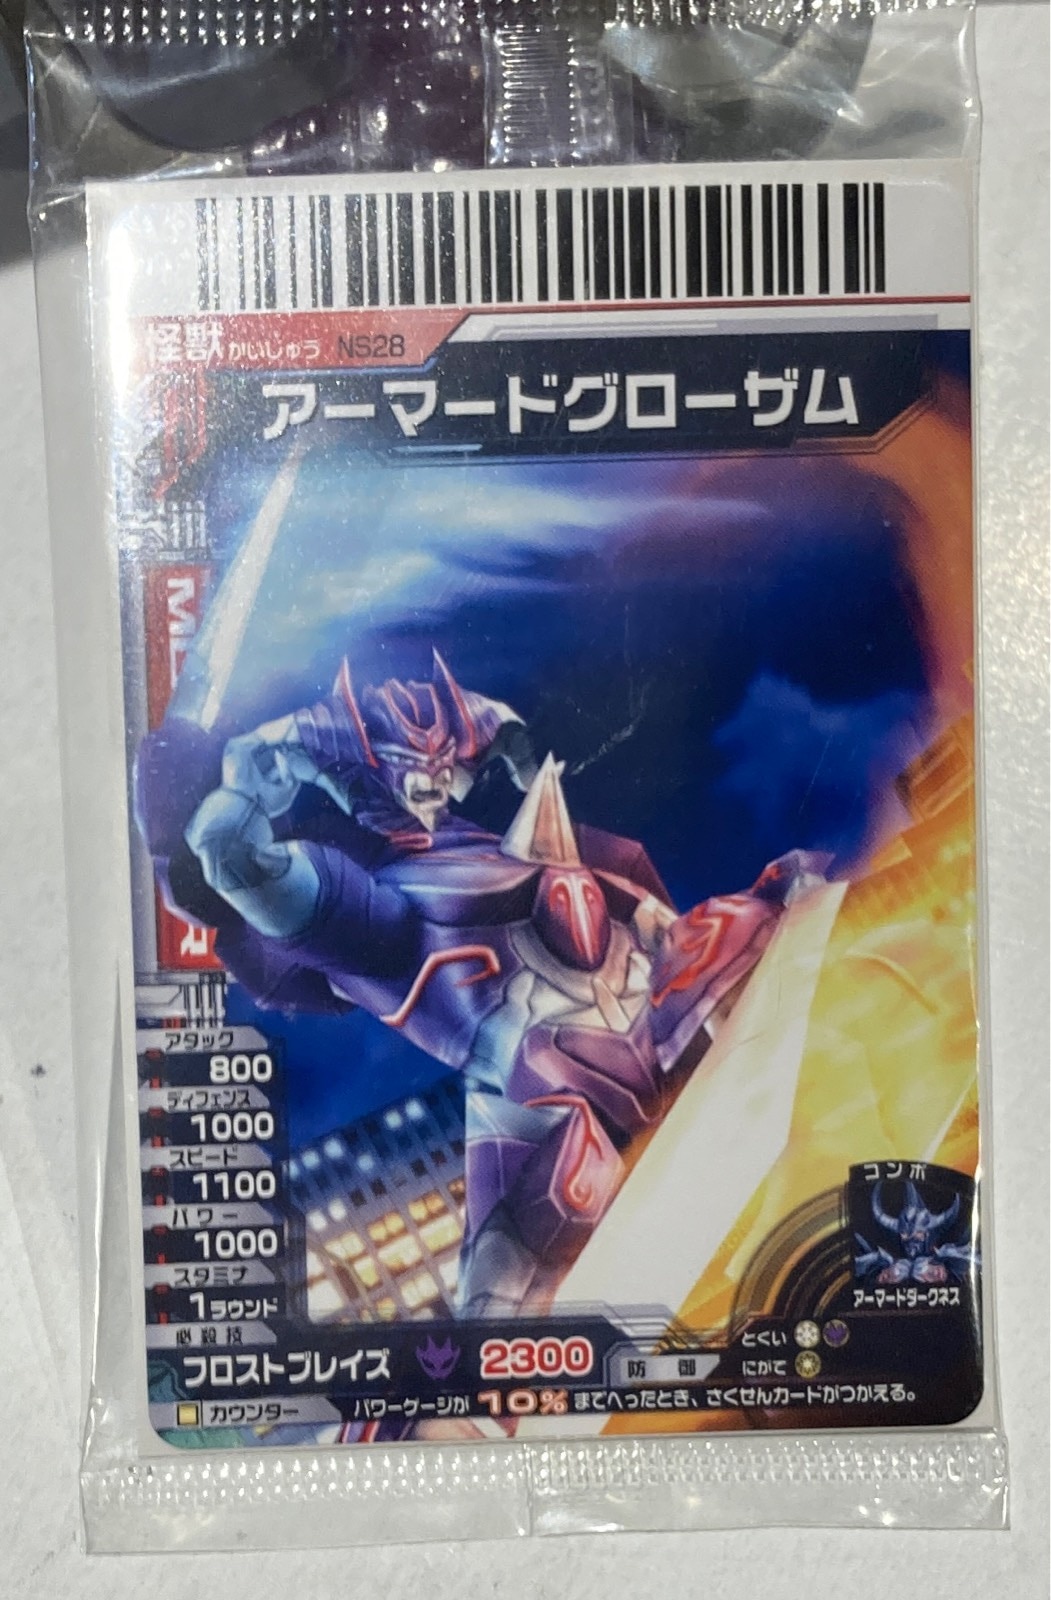 怪獣 かいじゅう NS28
アーマードグローザム
アタック
800
ディフェンス
1000
スピード
1100
パワー
1000
スタミナ
1ラウンド
コンボ
アーマードダークネス
必殺技
フロストブレイズ 2300 防御
とくい
にがて
カウンター
パワーゲージが10%までへったとき、さくせんカードがつかえる。